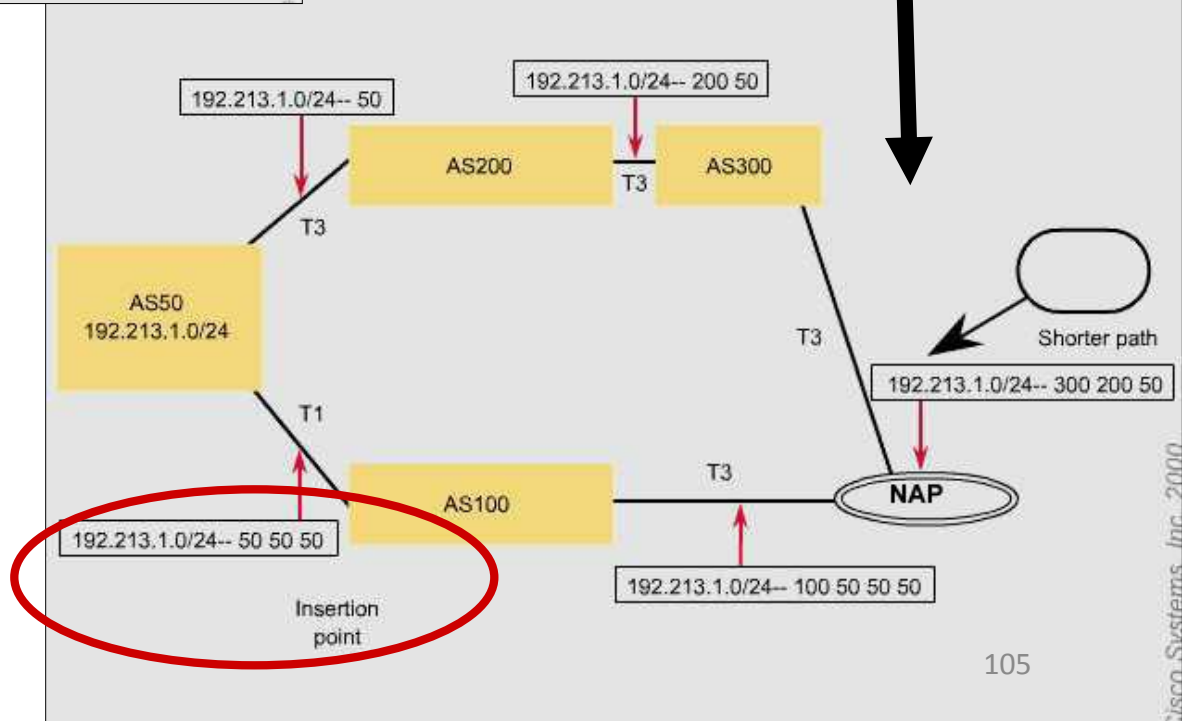 192.213.1.0/24-- 50
192.213.1.0/24-- 200 50
AS200
AS300
T3
T3
AS50
192.213.1.0/24
T3
Shorter path
192.213.1.0/24-- 300 200 50
T1
T3
NAP
AS100
192.213.1.0/24-- 50 50 50
192.213.1.0/24-- 100 50 50 50
Insertion
point
105
Cisco Systems, Inc. 2000